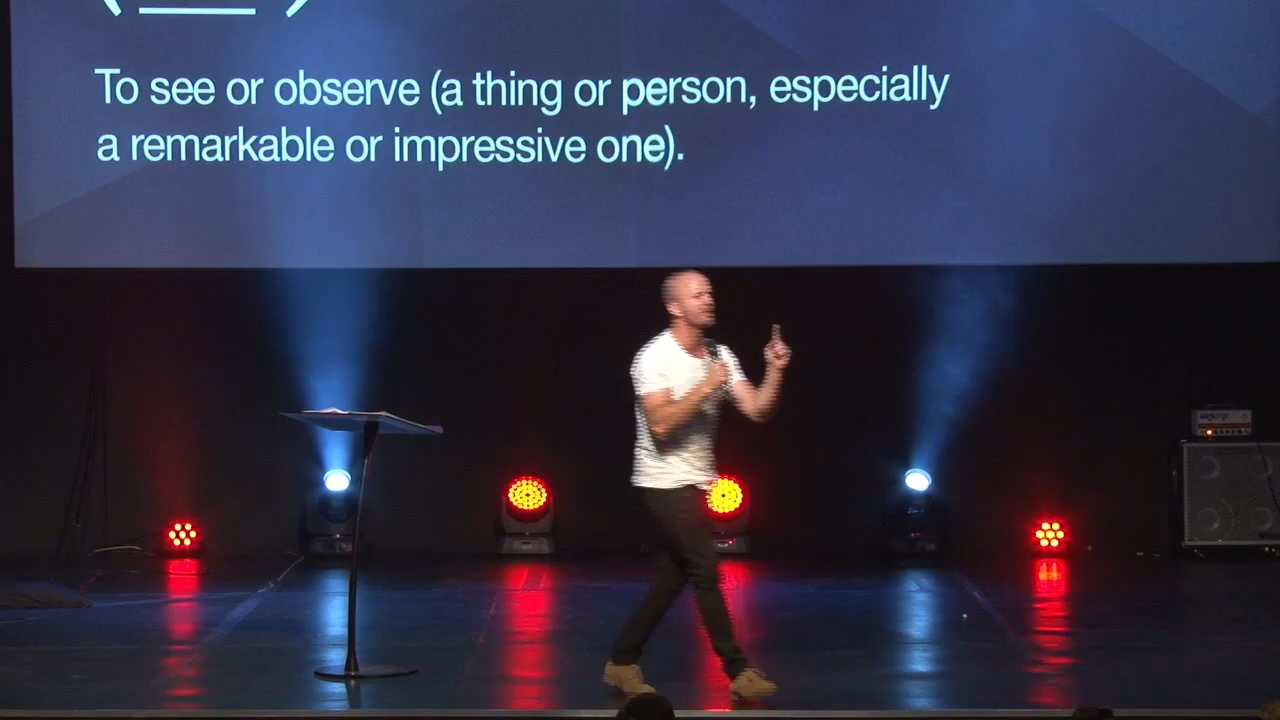 To see or observe (a thing or person, especially
a remarkable or impressive one).